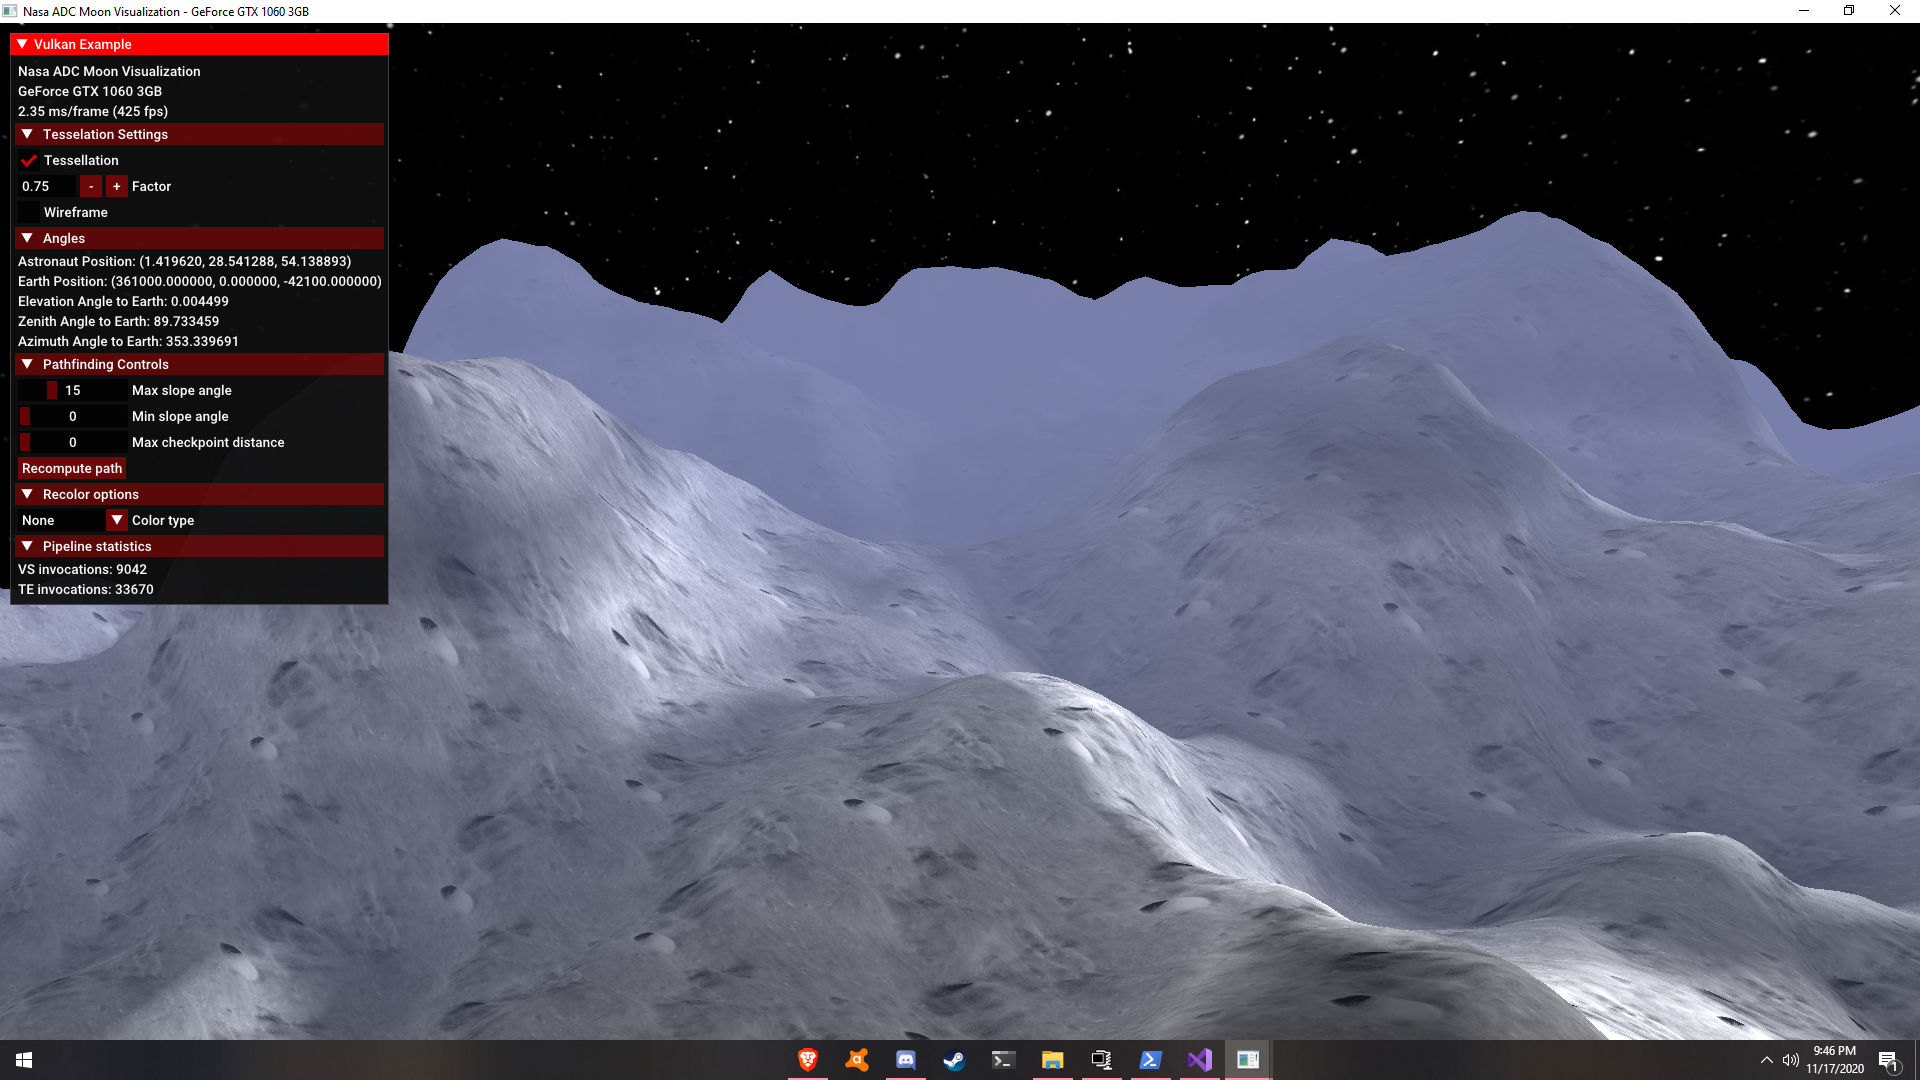 Nasa ADC Moon Visualization - GeForce GTX 1060 3GB
Vulkan Example
Nasa ADC Moon Visualization
GeForce GTX 1060 3GB
2.35 ms/frame (425 fps)
Tesselation Settings
Tessellation
0.75 - + Factor
Wireframe
Angles
Astronaut Position: (1.419620, 28.541288, 54.138893)
Earth Position: (361000.000000, 0.000000, -42100.000000)
Elevation Angle to Earth: 0.004499
Zenith Angle to Earth: 89.733459
Azimuth Angle to Earth: 353.339691
Pathfinding Controls
15 Max slope angle
0 Min slope angle
0 Max checkpoint distance
Recompute path
Recolor options
None Color type
Pipeline statistics
VS invocations: 9042
TE invocations: 33670
9:46 PM
11/17/2020
1